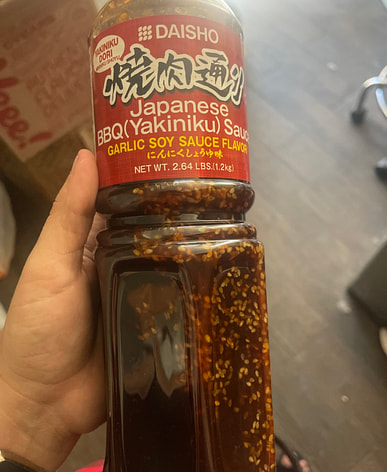 DAISHO
YAKINIKU
DORI
焼肉通り
Japanese
BBQ(Yakiniku) Sauce
GARLIC SOY SAUCE FLAVOR
にんにくしょうゆ味
NET WT. 2.64 LBS.(1.2kg)